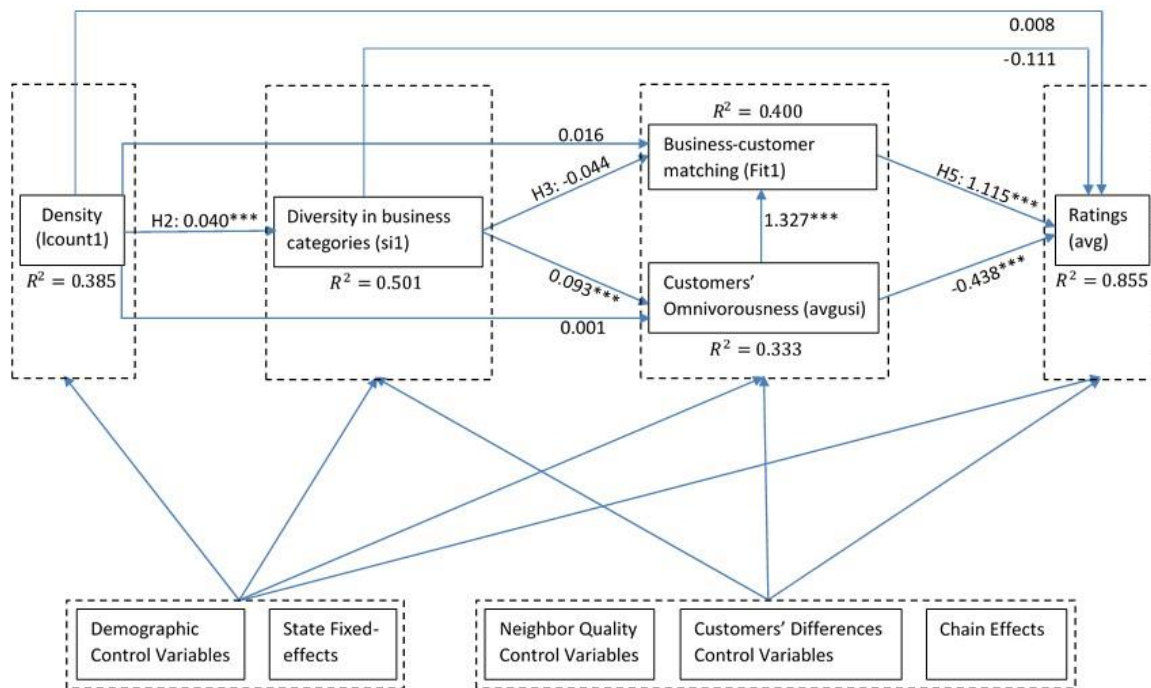 0.008
-0.111
R² = 0.400
0.016
Business-customer
matching (Fit1)
H3: -0.044
H5: 1.115***
Density
(lcount1)
H2: 0.040***
Diversity in business
categories (si1)
1.327***
Ratings
(avg)
R² = 0.385
R² = 0.501
0.093***
Customers'
Omnivorousness (avgusi)
-0.438***
R² = 0.855
0.001
R² = 0.333
Demographic
Control Variables
State Fixed-
effects
Neighbor Quality
Control Variables
Customers' Differences
Control Variables
Chain Effects